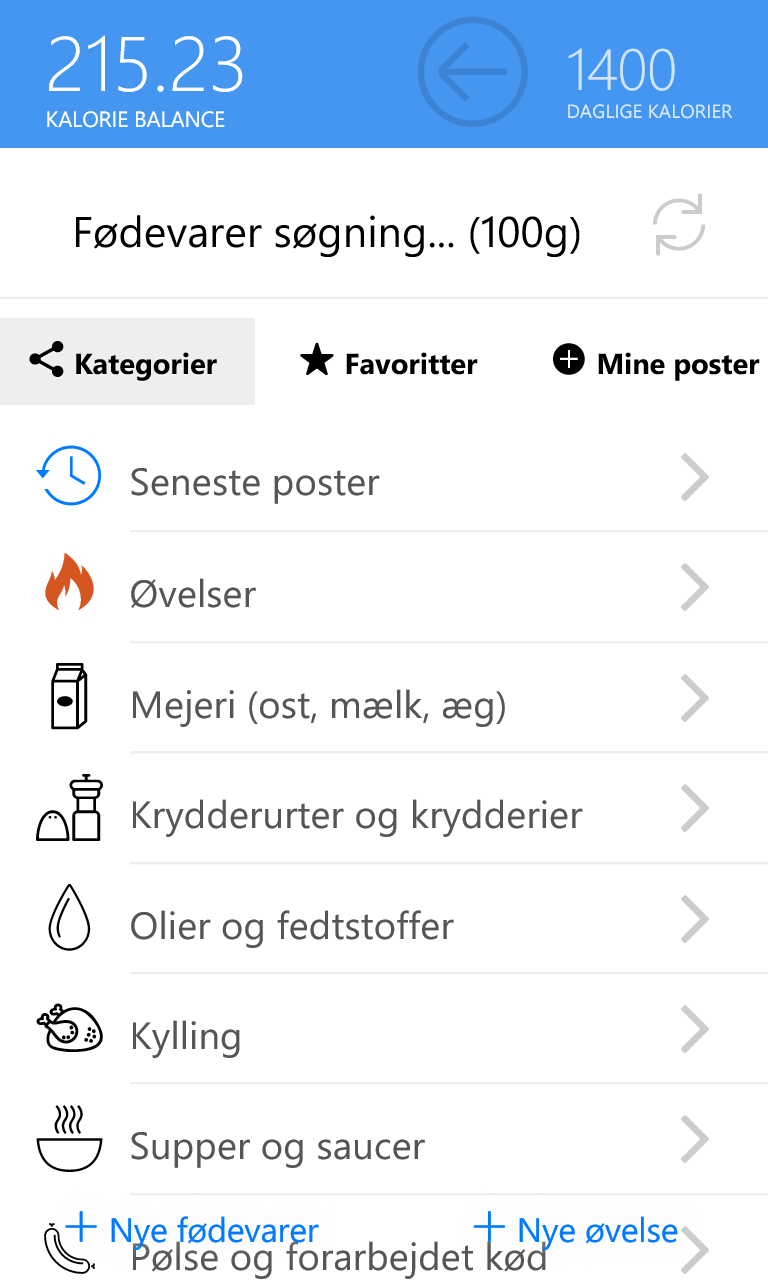 215.23
KALORIE BALANCE
1400
DAGLIGE KALORIER
Fødevarer søgning... (100g)
Kategorier
Favoritter
Mine poster
Seneste poster
Øvelser
Mejeri (ost, mælk, æg)
Krydderurter og krydderier
Olier og fedtstoffer
Kylling
Supper og saucer
Nye fødevarer
Nye øvelse
Pølse og forarbejdet kød